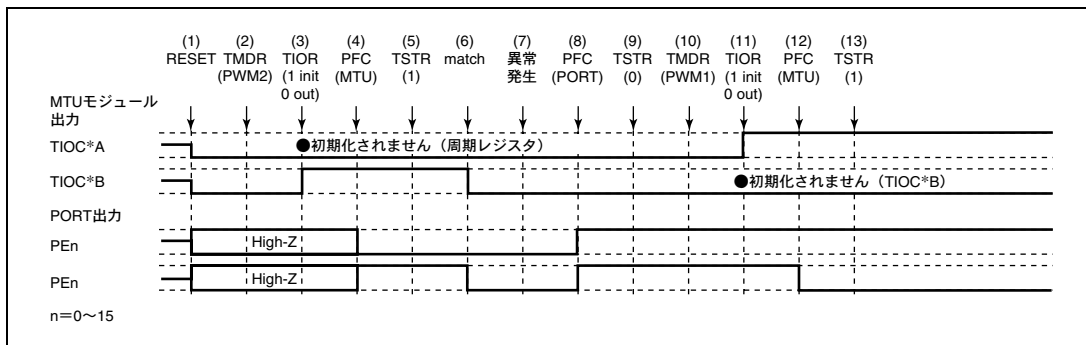 (1) (2) (3) (4) (5) (6) (7) (8) (9) (10) (11) (12) (13)
RESET TMDR TIOR PFC TSTR match 異常 PFC TSTR TMDR TIOR PFC TSTR
(PWM2) (1 init (MTU) (1) 発生 (PORT) (0) (PWM1) (1 init (MTU) (1)
0 out) 0 out)
MTUモジュール
出力
TIOC*A ●初期化されません（周期レジスタ）
TIOC*B ●初期化されません（TIOC*B）
PORT出力
PEn High-Z
PEn High-Z
n＝0～15